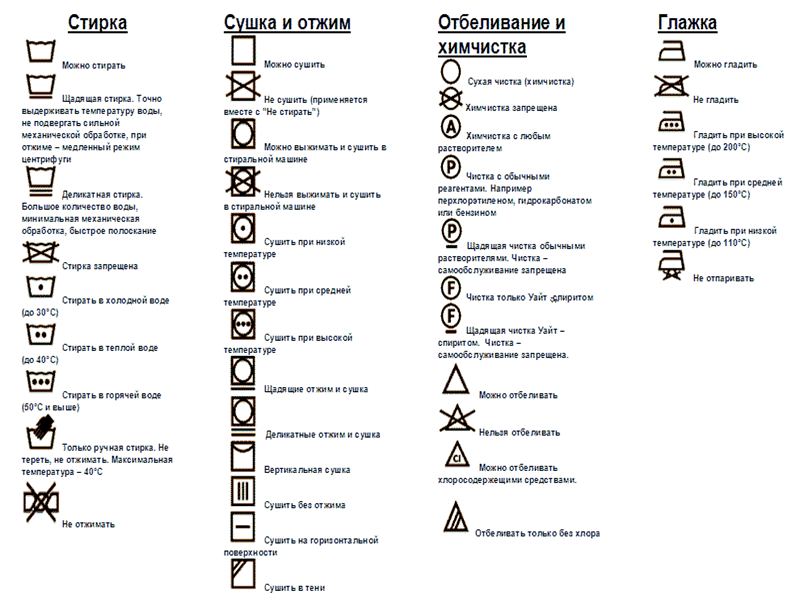 Стирка
Можно стирать
Щадящая стирка. Точно
выдерживать температуру воды,
не подвергать сильной
механической обработке, при
отжиме – медленный режим
центрифуги
Деликатная стирка.
Большое количество воды,
минимальная механическая
обработка, быстрое полоскание
Стирка запрещена
Стирать в холодной воде
(до 30°C)
Стирать в теплой воде
(до 40°C)
Стирать в горячей воде
(50°C и выше)
Только ручная стирка. Не
тереть, не отжимать. Максимальная
температура – 40°C
Не отжимать
Сушка и отжим
Можно сушить
Не сушить (применяется
вместе с "Не стирать")
Можно выжимать и сушить в
стиральной машине
Нельзя выжимать и сушить
в стиральной машине
Сушить при низкой
температуре
Сушить при средней
температуре
Сушить при высокой
температуре
Щадящие отжим и сушка
Деликатные отжим и сушка
Вертикальная сушка
Сушить без отжима
Сушить на горизонтальной
поверхности
Сушить в тени
Отбеливание и
химчистка
Сухая чистка (химчистка)
Химчистка запрещена
A
Химчистка с любым
растворителем
P
Чистка с обычными
реагентами. Например
перхлорэтиленом, гидрокарбонатом
или бензином
P
Щадящая чистка обычными
растворителями. Чистка –
самообслуживание запрещена
F
Чистка только Уайт спиритом
F
Щадящая чистка Уайт –
спиритом. Чистка –
самообслуживание запрещена.
Можно отбеливать
Нельзя отбеливать
Cl
Можно отбеливать
хлоросодержещими средствами.
Отбеливать только без хлора
Глажка
Можно гладить
Не гладить
Гладить при высокой
температуре (до 200°C)
Гладить при средней
температуре (до 150°C)
Гладить при низкой
температуре (до 110°C)
Не отпаривать